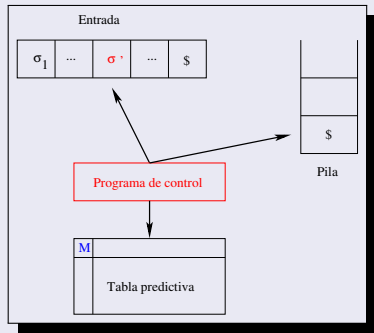 Entrada
σ1 ... σ' ... $
$
Pila
Programa de control
M
Tabla predictiva